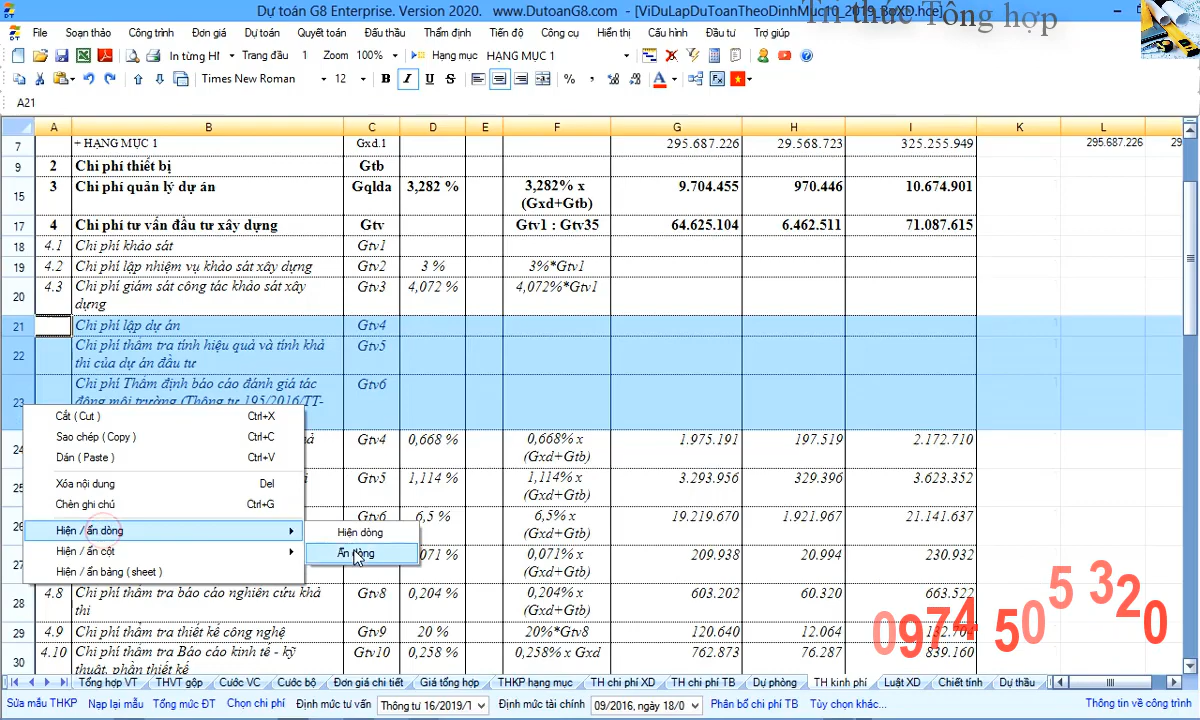 Dự toán G8 Enterprise. Version 2020. www.DutoanG8.com - [ViDuLapDuToanTheoDinhMuc10_2019_BoXD.hce]
Tri thức Tổng hợp
File Soạn thảo Công trình Đơn giá Dự toán Quyết toán Đấu thầu Thẩm định Tiến độ Công cụ Hiển thị Cấu hình Đầu tư Trợ giúp
In từng HI Trang đầu 1 Zoom 100% Hạng mục HẠNG MỤC 1
Times New Roman 12 B I U S % ,
A21
A B C D E F G H I K L
7 + HẠNG MỤC 1 Gxd.1 295.687.226 29.568.723 325.255.949 295.687.226 29
9 2 Chi phí thiết bị Gtb
15 3 Chi phí quản lý dự án Gqlda 3,282 % 3,282% x (Gxd+Gtb) 9.704.455 970.446 10.674.901
17 4 Chi phí tư vấn đầu tư xây dựng Gtv Gtv1 : Gtv35 64.625.104 6.462.511 71.087.615
18 4.1 Chi phí khảo sát Gtv1
19 4.2 Chi phí lập nhiệm vụ khảo sát xây dựng Gtv2 3 % 3%*Gtv1
20 4.3 Chi phí giám sát công tác khảo sát xây dựng Gtv3 4,072 % 4,072%*Gtv1
21 Chi phí lập dự án Gtv4
22 Chi phí thẩm tra tính hiệu quả và tính khả thi của dự án đầu tư Gtv5
23 Chi phí Thẩm định báo cáo đánh giá tác động môi trường (Thông tư 195/2016/TT- Gtv6
24 Gtv4 0,668 % 0,668% x (Gxd+Gtb) 1.975.191 197.519 2.172.710
25 Gtv5 1,114 % 1,114% x (Gxd+Gtb) 3.293.956 329.396 3.623.352
26 Gtv6 6,5 % 6,5% x (Gxd+Gtb) 19.219.670 1.921.967 21.141.637
27 071 % 0,071% x (Gxd+Gtb) 209.938 20.994 230.932
28 4.8 Chi phí thẩm tra báo cáo nghiên cứu khả thi Gtv8 0,204 % 0,204% x (Gxd+Gtb) 603.202 60.320 663.522
29 4.9 Chi phí thẩm tra thiết kế công nghệ Gtv9 20 % 20%*Gtv8 120.640 12.064 132.704
30 4.10 Chi phí thẩm tra Báo cáo kinh tế - kỹ thuật, phần thiết kế Gtv10 0,258 % 0,258% x Gxd 762.873 76.287 839.160
Cắt ( Cut ) Ctrl+X
Sao chép ( Copy ) Ctrl+C
Dán ( Paste ) Ctrl+V
Xóa nội dung Del
Chèn ghi chú Ctrl+G
Hiện / ẩn dòng
Hiện / ẩn cột
Hiện / ẩn bảng ( sheet )
Hiện dòng
Ẩn dòng
0974 505 320
Tổng hợp VT THVT gộp Cước VC Cước bộ Đơn giá chi tiết Giá tổng hợp THKP hạng mục TH chi phí XD TH chi phí TB Dự phòng TH kinh phí Luật XD Chiết tính Dự thầu
Sửa mẫu THKP Nạp lại mẫu Tổng mức ĐT Chọn chi phí Định mức tư vấn Thông tư 16/2019/1 Định mức tài chính 09/2016, ngày 18/0 Phân bổ chi phí TB Tùy chọn khác... Thông tin về công trình